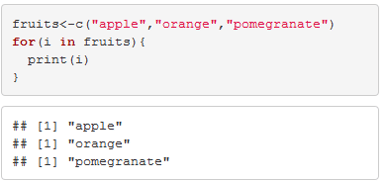 fruits<-c("apple","orange","pomegranate")
for(i in fruits){
  print(i)
}
## [1] "apple"
## [1] "orange"
## [1] "pomegranate"